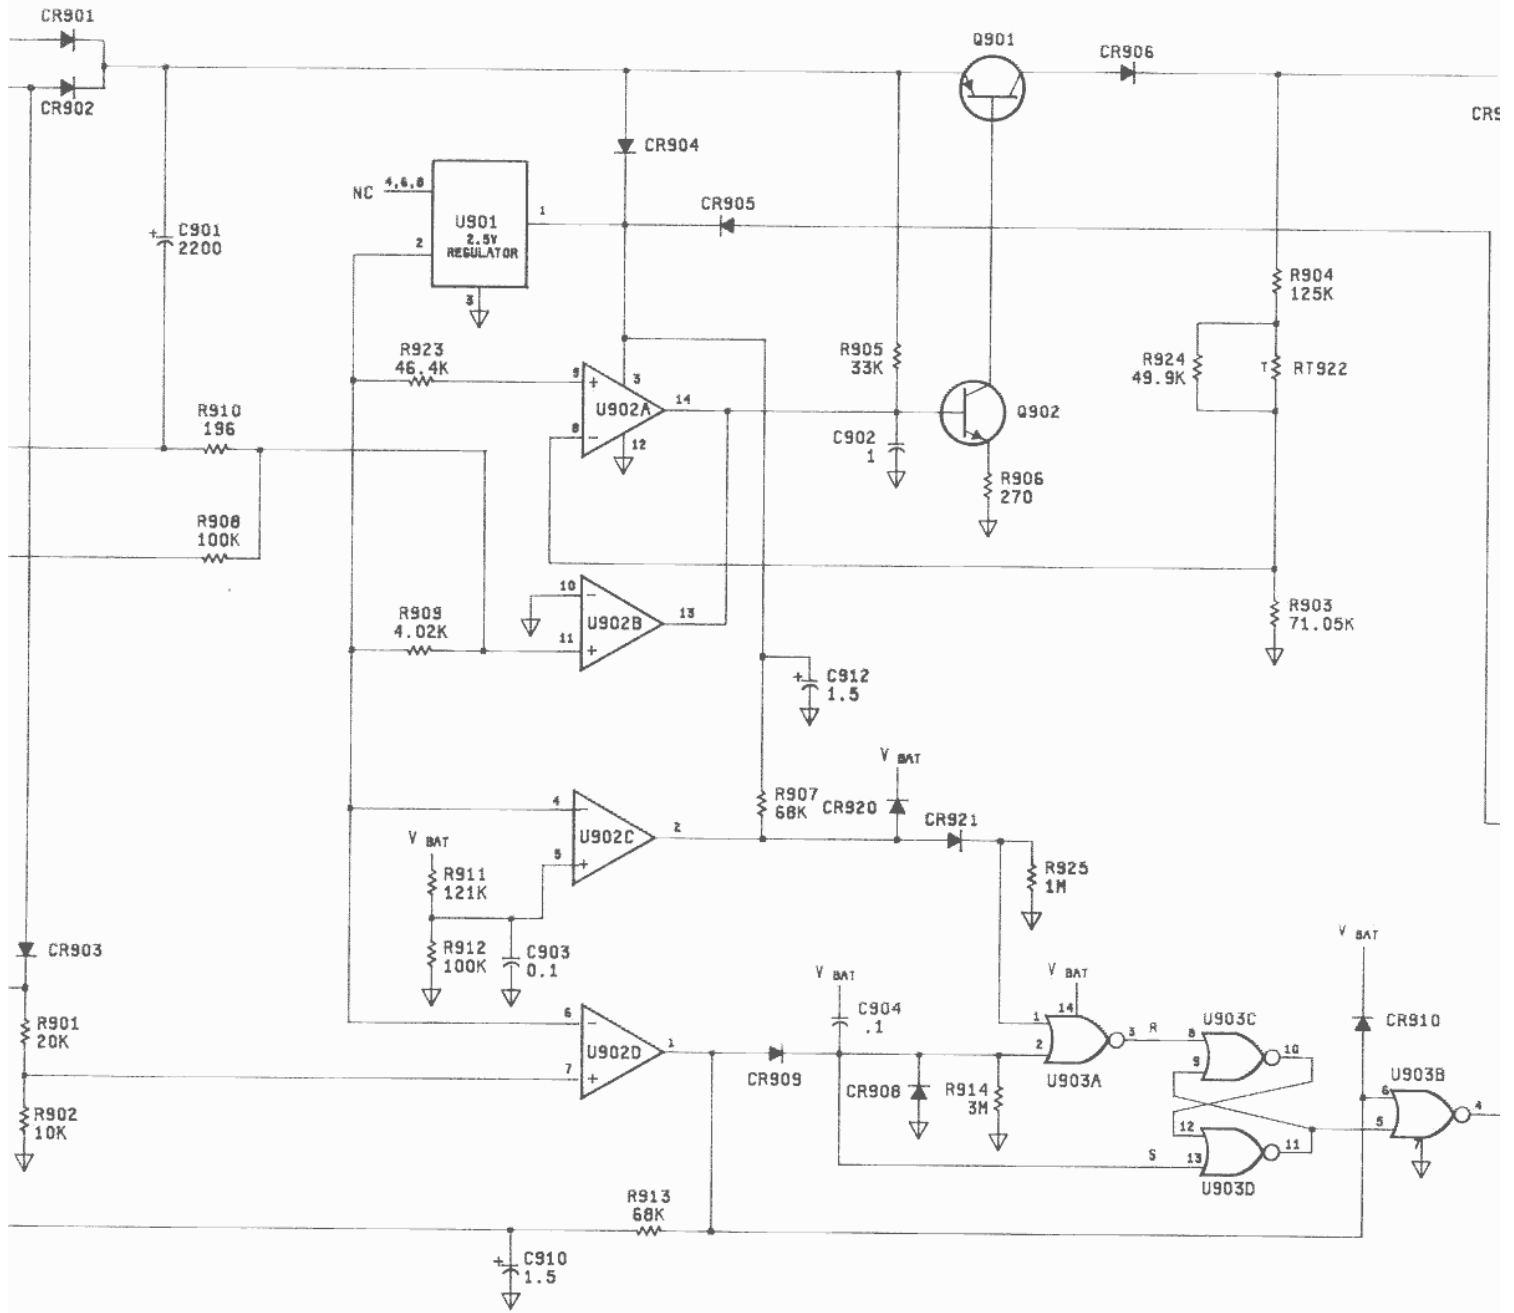 CR901
CR902
Q901
CR906
CR9
CR904
NC
4,6,8
U901
2.5V
REGULATOR
1
2
3
CR905
C901
+
2200
R904
125K
R923
46.4K
R905
33K
R924
49.9K
T
RT922
9
+
3
U902A
14
8
−
12
Q902
R910
196
C902
1
R906
270
R908
100K
10
−
U902B
13
11
+
R909
4.02K
R903
71.05K
+
C912
1.5
V BAT
4
−
U902C
2
5
+
R907
68K
CR920
CR921
V BAT
R911
121K
R925
1M
CR903
R912
100K
C903
0.1
V BAT
V BAT
V BAT
C904
.1
14
R901
20K
6
−
U902D
1
7
+
CR909
1
2
3
R
U903A
8
9
U903C
10
CR910
CR908
R914
3M
U903B
6
5
4
7
R902
10K
12
13
11
S
U903D
R913
68K
+
C910
1.5